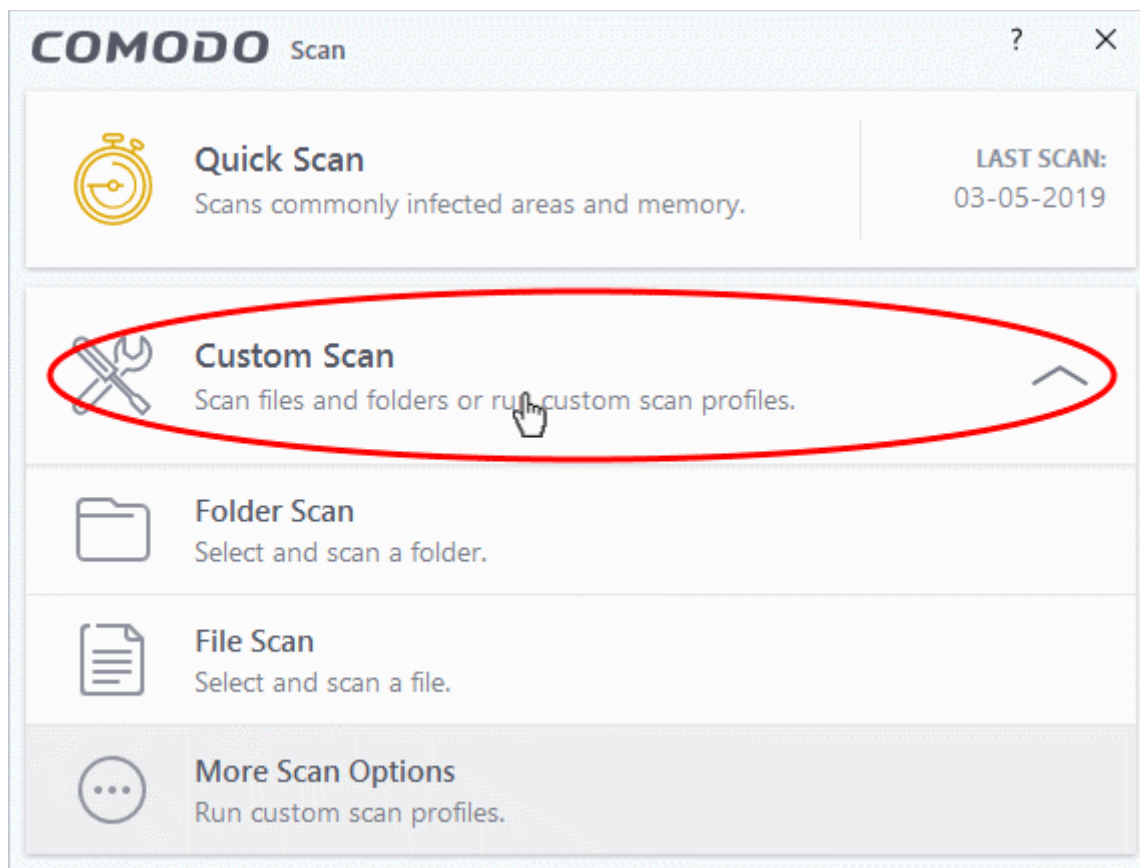 COMODO Scan ?
Quick Scan
Scans commonly infected areas and memory.
LAST SCAN:
03-05-2019
Custom Scan
Scan files and folders or run custom scan profiles.
Folder Scan
Select and scan a folder.
File Scan
Select and scan a file.
More Scan Options
Run custom scan profiles.